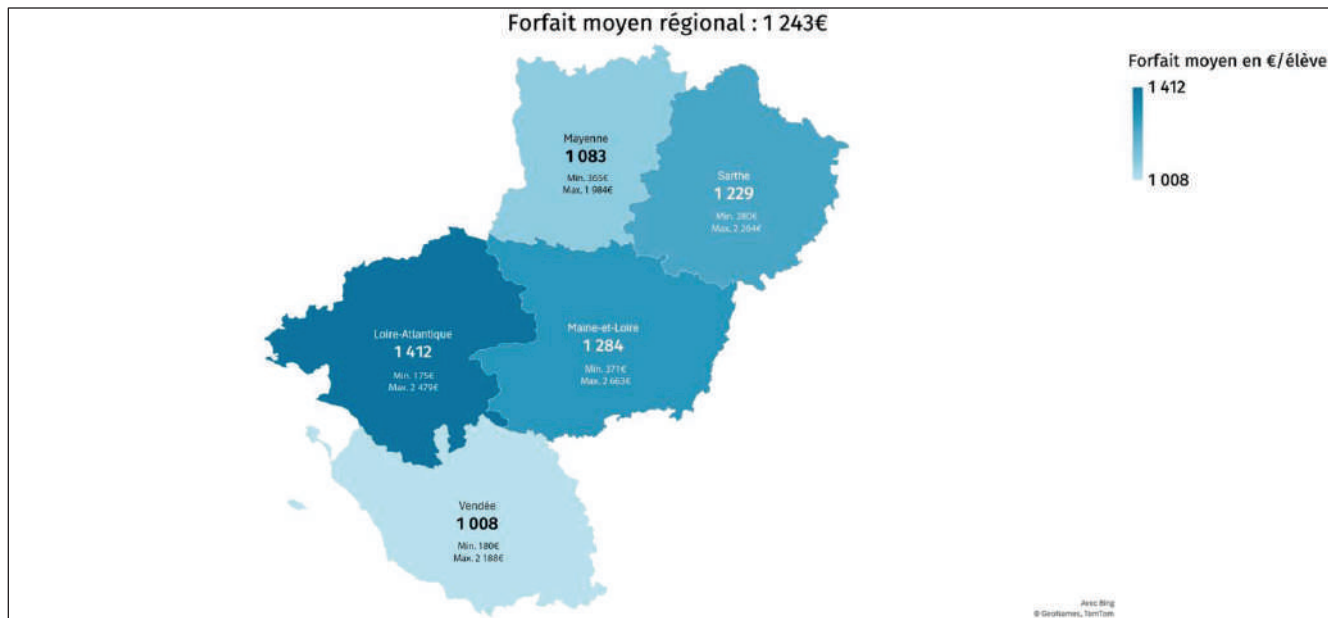 Forfait moyen régional : 1 243€
Forfait moyen en €/élève
1 412
1 008
Mayenne
1 083
Min. 365€
Max. 1 984€
Sarthe
1 229
Min. 280€
Max. 2 284€
Loire-Atlantique
1 412
Min. 175€
Max. 2 479€
Maine-et-Loire
1 284
Min. 371€
Max. 2 663€
Vendée
1 008
Min. 180€
Max. 2 188€
Avec Bing
© GeoNames, TomTom